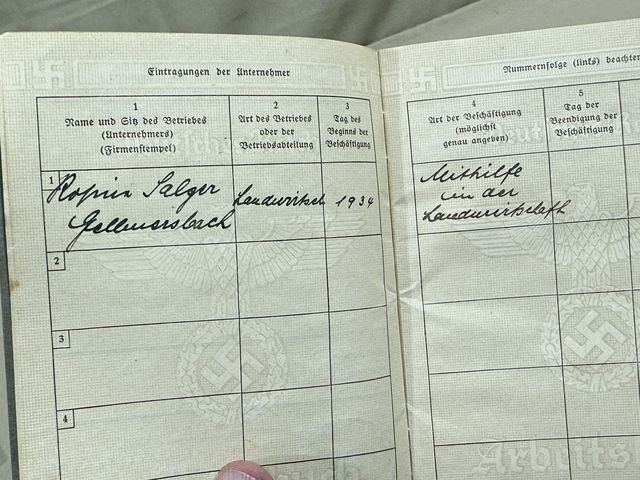 Eintragungen der Unternehmer
Nummernfolge (links) beachten
1
Name und Sitz des Betriebes
(Unternehmers)
(Firmenstempel)
2
Art des Betriebes
oder der
Betriebsabteilung
3
Tag des
Beginns der
Beschäftigung
4
Art der Beschäftigung
(möglichst
genau angeben)
5
Tag der
Beendigung der
Beschäftigung
1
Rosina Salger
Gellmersbach
Landwirtsch
1934
Mithilfe
in der
Landwirtschaft
2
3
4